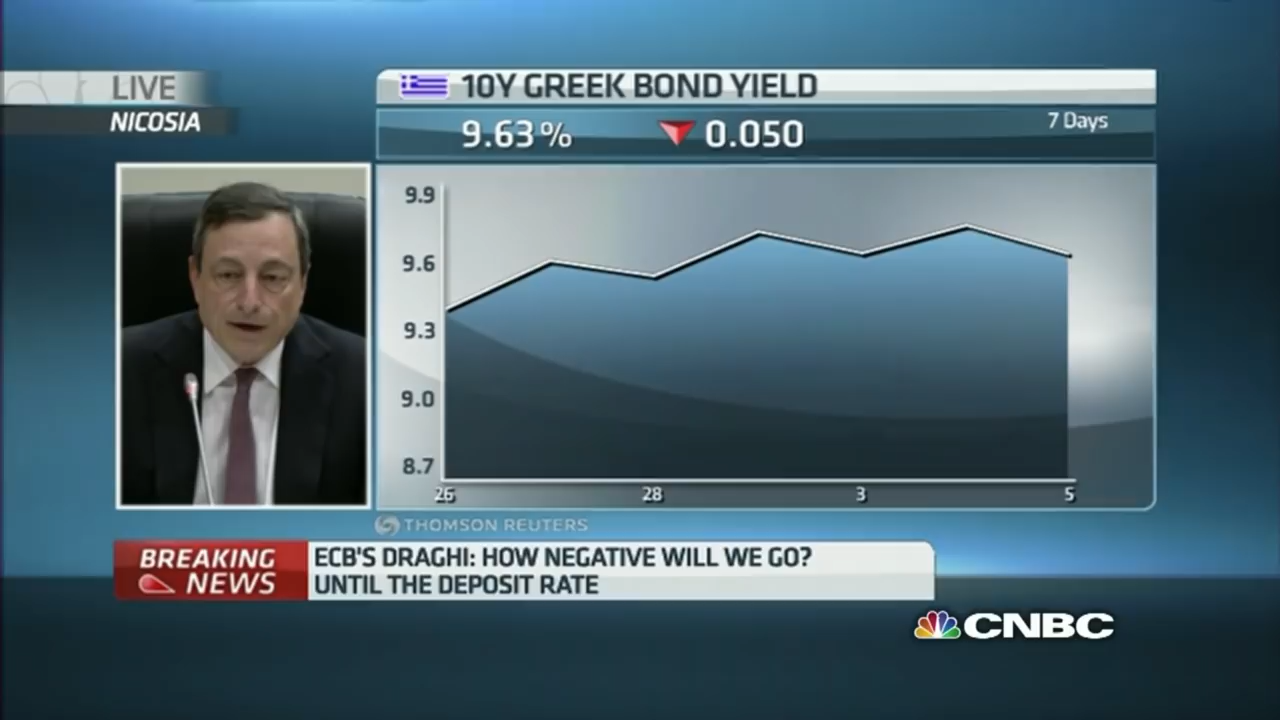 LIVE
NICOSIA
10Y GREEK BOND YIELD
9.63% 0.050
7 Days
9.9
9.6
9.3
9.0
8.7
26 28 3 5
THOMSON REUTERS
BREAKING NEWS
ECB'S DRAGHI: HOW NEGATIVE WILL WE GO?
UNTIL THE DEPOSIT RATE
CNBC